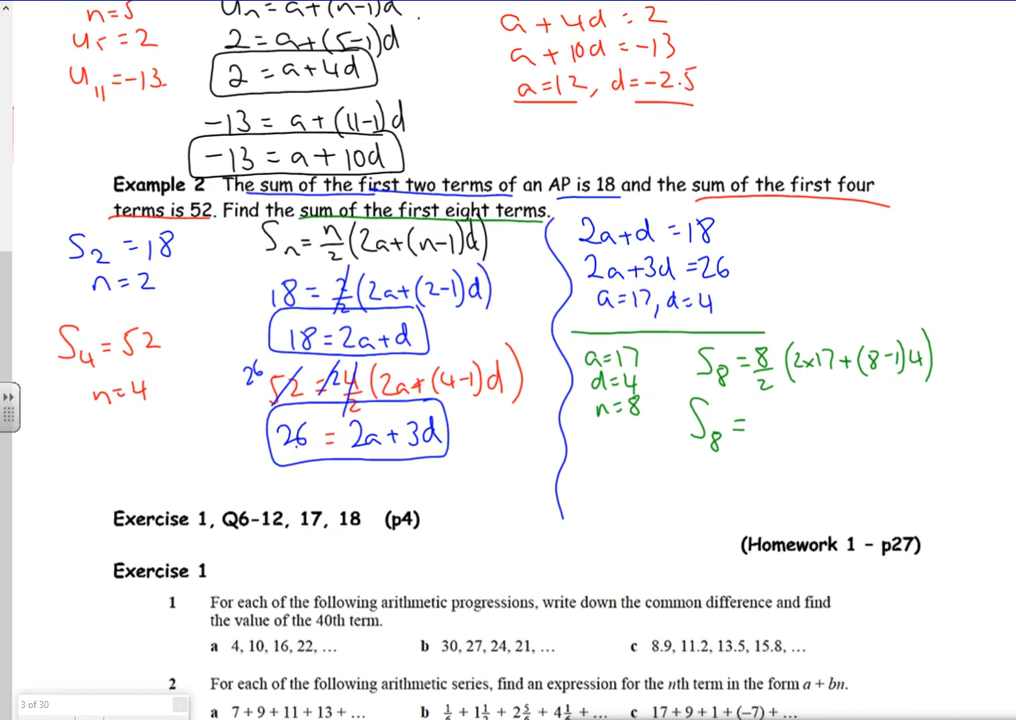 n=5
Un = a+(n-1)d
u5 = 2
2 = a+(5-1)d
u11 = -13
2 = a+4d
-13 = a+(11-1)d
-13 = a+10d
a+4d = 2
a+10d = -13
a=12, d=-2.5
Example 2 The sum of the first two terms of an AP is 18 and the sum of the first four
terms is 52. Find the sum of the first eight terms.
S2 = 18
n = 2
S4 = 52
n=4
Sn = n/2 (2a+(n-1)d)
18 = 2/2 (2a+(2-1)d)
18 = 2a+d
26 52 = 24/2 (2a+(4-1)d)
26 = 2a+3d
2a+d = 18
2a+3d = 26
a=17, d=4
a=17
d=4
n=8
S8 = 8/2 (2x17+(8-1)4)
S8 =
Exercise 1, Q6-12, 17, 18 (p4)
(Homework 1 - p27)
Exercise 1
1 For each of the following arithmetic progressions, write down the common difference and find
the value of the 40th term.
a 4, 10, 16, 22, … b 30, 27, 24, 21, … c 8.9, 11.2, 13.5, 15.8, …
2 For each of the following arithmetic series, find an expression for the nth term in the form a + bn.
3 of 30
a 7 + 9 + 11 + 13 + … b c 17 + 9 + 1 + (−7) + …